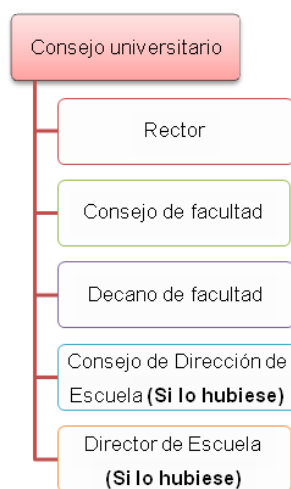 Consejo universitario
Rector
Consejo de facultad
Decano de facultad
Consejo de Dirección de
Escuela (Si lo hubiese)
Director de Escuela
(Si lo hubiese)